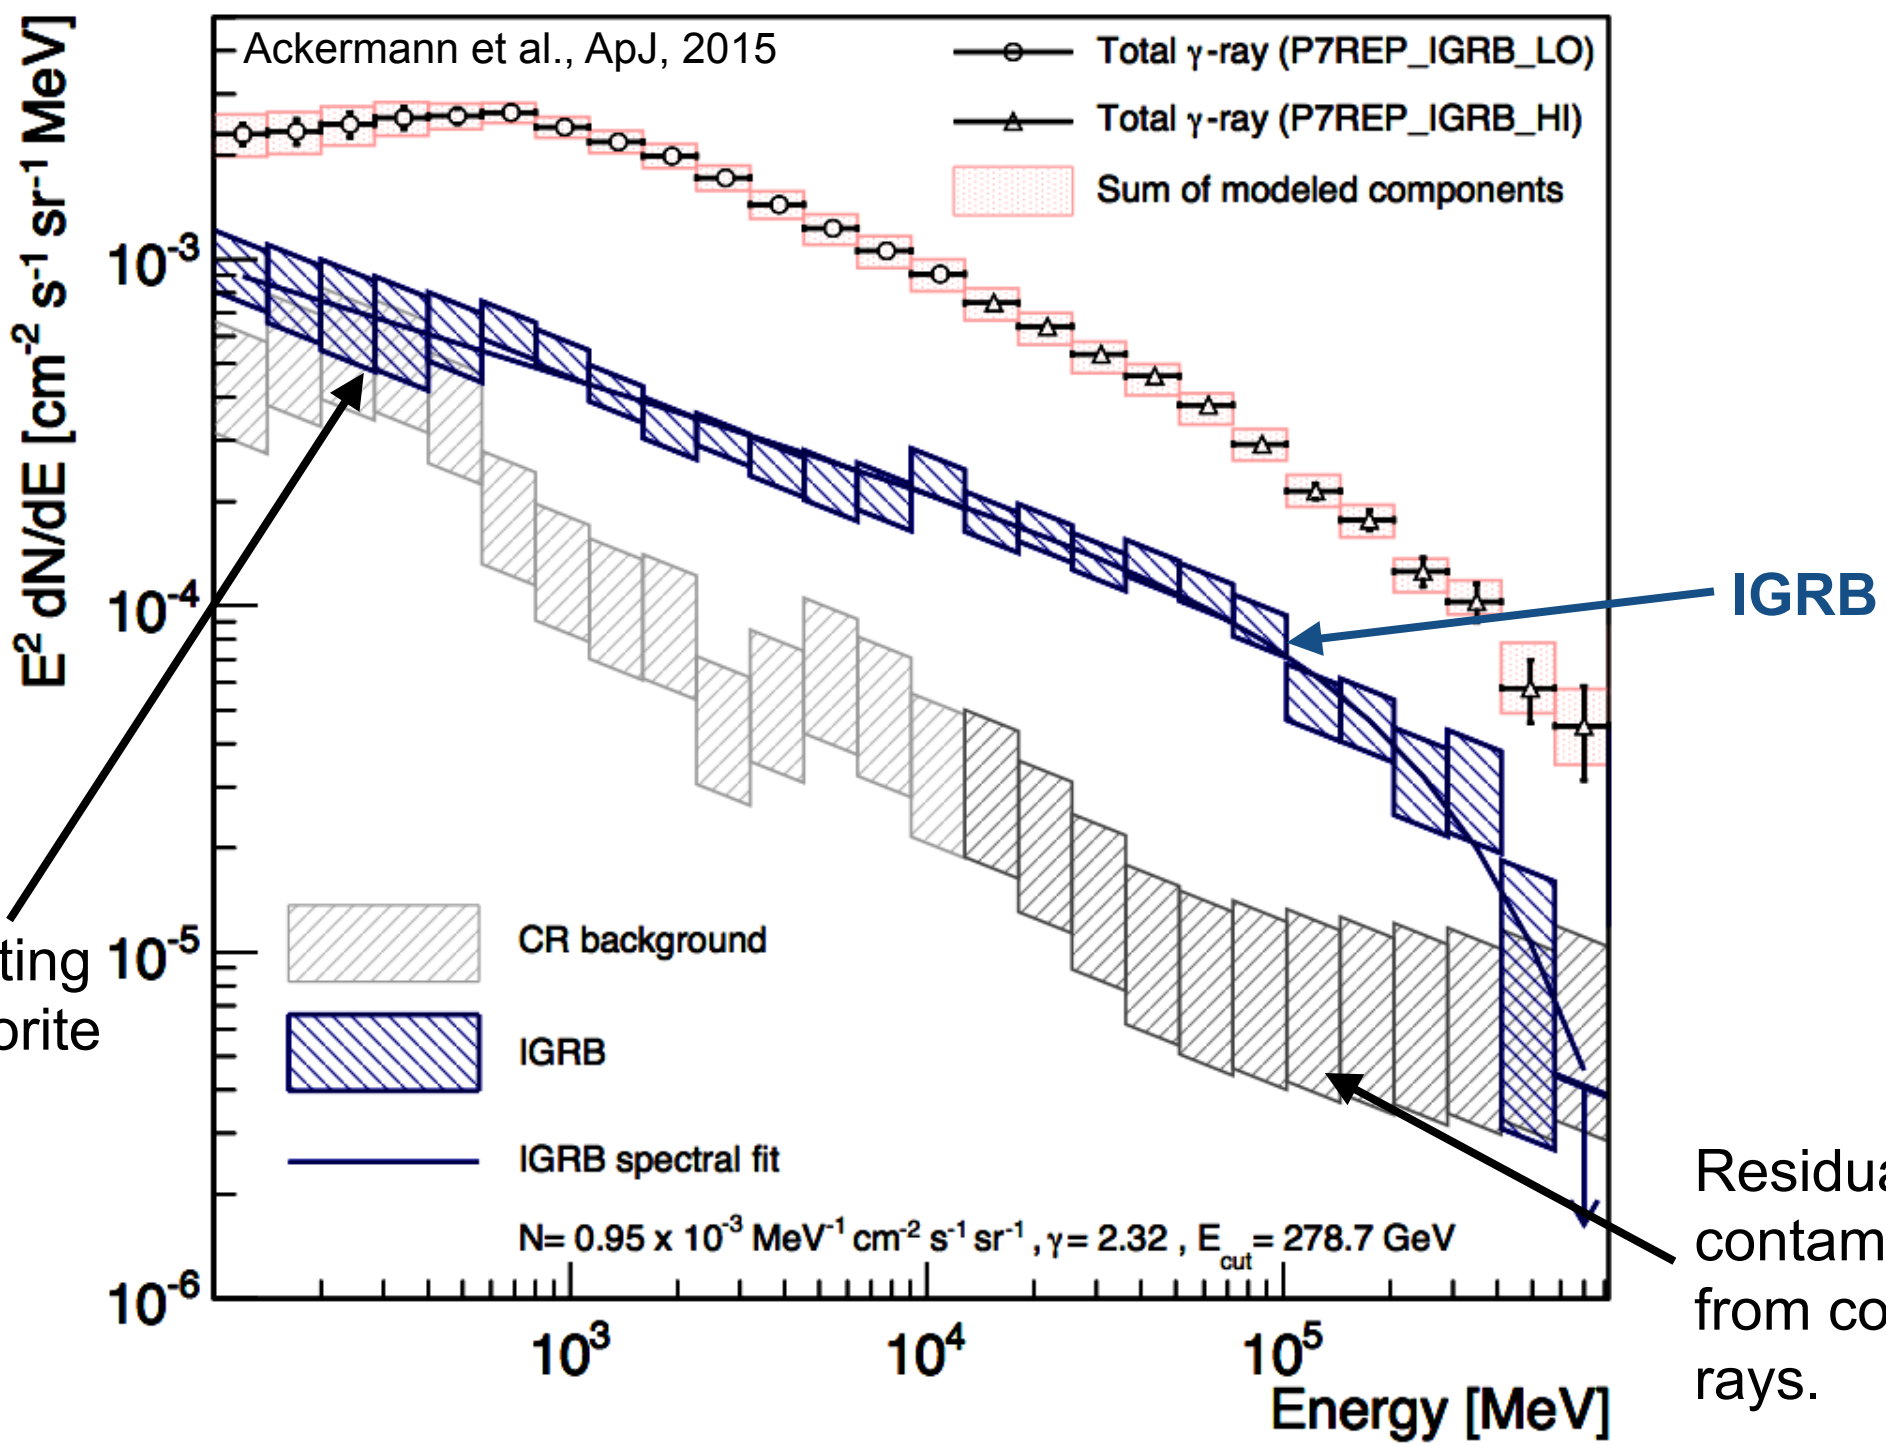 Ackermann et al., ApJ, 2015
Total γ-ray (P7REP_IGRB_LO)
Total γ-ray (P7REP_IGRB_HI)
Sum of modeled components
E² dN/dE [cm⁻² s⁻¹ sr⁻¹ MeV]
10⁻³
10⁻⁴
10⁻⁵
10⁻⁶
IGRB
CR background
IGRB
IGRB spectral fit
N= 0.95 x 10⁻³ MeV⁻¹ cm⁻² s⁻¹ sr⁻¹ , γ= 2.32 , E_cut= 278.7 GeV
10³
10⁴
10⁵
Energy [MeV]
from
rays.